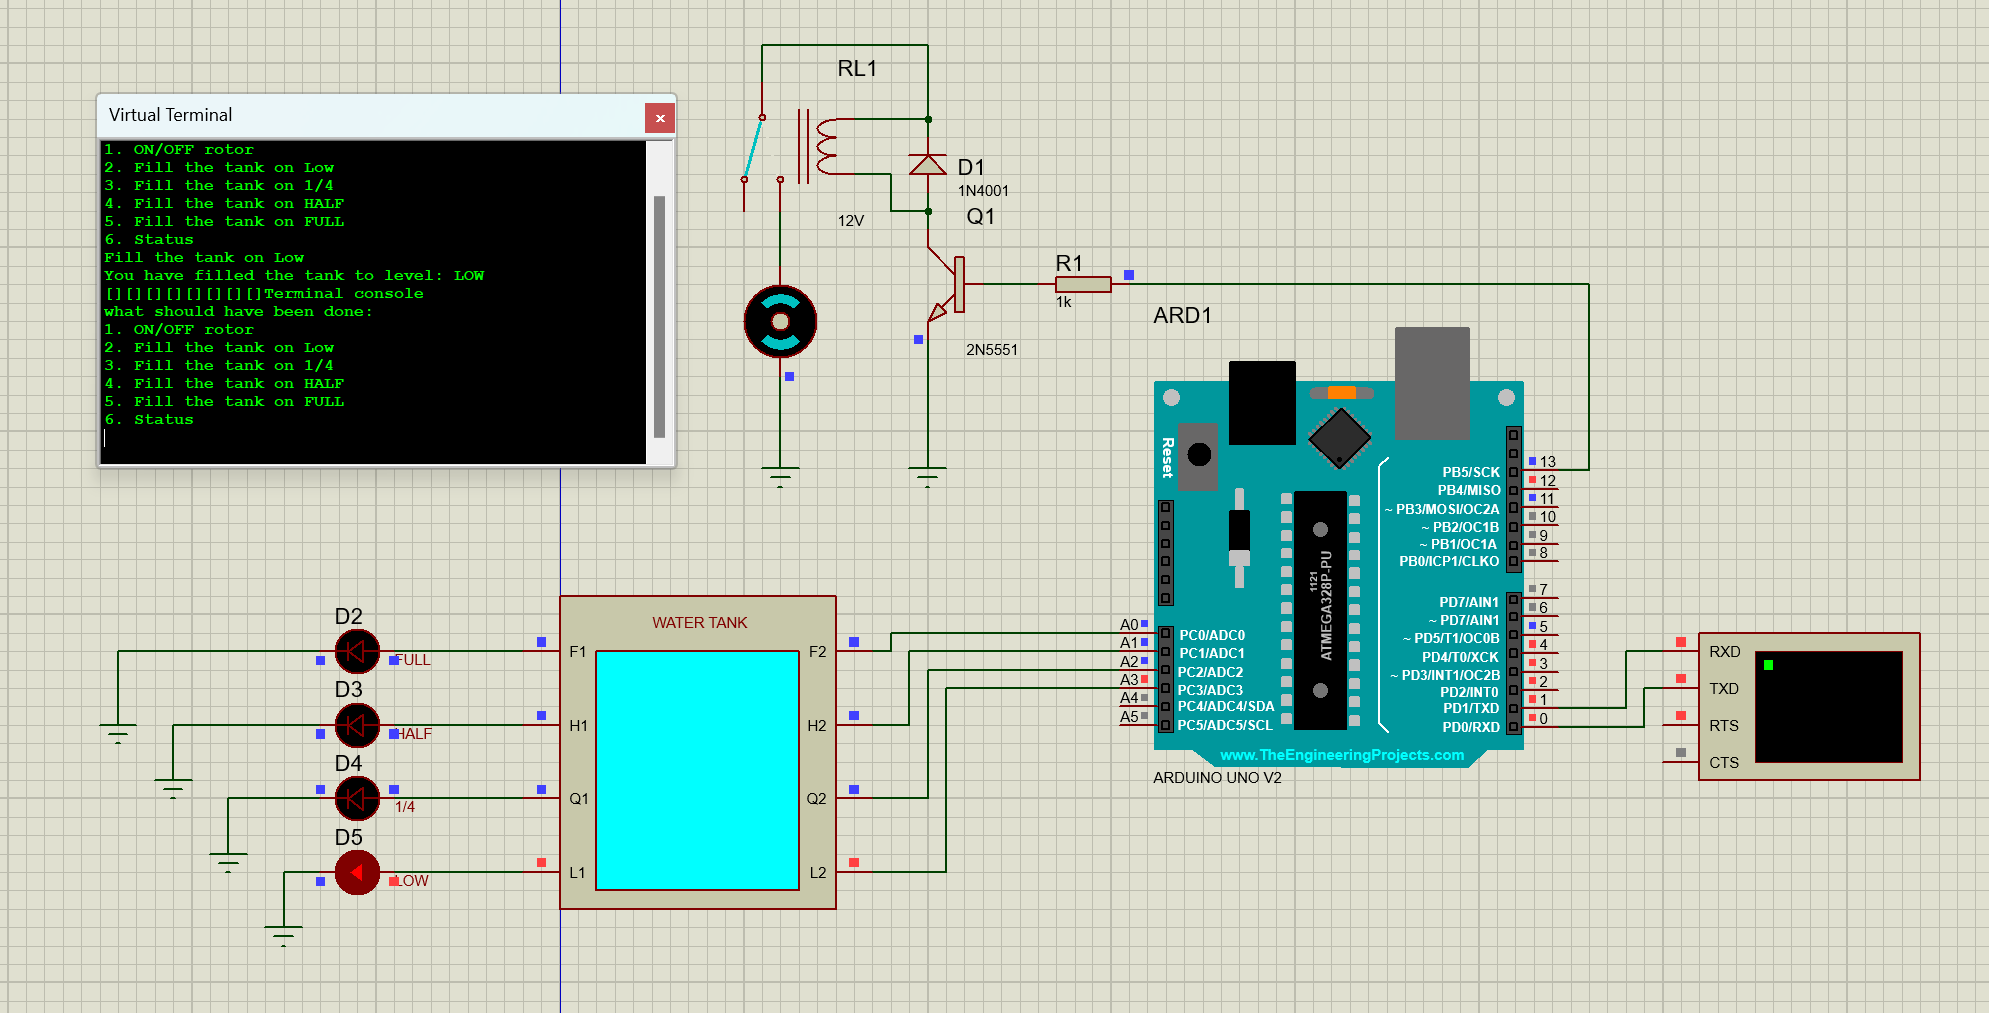 Virtual Terminal
x
1. ON/OFF rotor
2. Fill the tank on Low
3. Fill the tank on 1/4
4. Fill the tank on HALF
5. Fill the tank on FULL
6. Status
Fill the tank on Low
You have filled the tank to level: LOW
[][][][][][][][]Terminal console
what should have been done:
1. ON/OFF rotor
2. Fill the tank on Low
3. Fill the tank on 1/4
4. Fill the tank on HALF
5. Fill the tank on FULL
6. Status
RL1
12V
D1
1N4001
Q1
2N5551
R1
1k
ARD1
Reset
1121
ATMEGA328P-PU
PB5/SCK 13
PB4/MISO 12
~ PB3/MOSI/OC2A 11
~ PB2/OC1B 10
~ PB1/OC1A 9
PB0/ICP1/CLKO 8
PD7/AIN1 7
~ PD7/AIN1 6
~ PD5/T1/OC0B 5
PD4/T0/XCK 4
~ PD3/INT1/OC2B 3
PD2/INT0 2
PD1/TXD 1
PD0/RXD 0
A0 PC0/ADC0
A1 PC1/ADC1
A2 PC2/ADC2
A3 PC3/ADC3
A4 PC4/ADC4/SDA
A5 PC5/ADC5/SCL
www.TheEngineeringProjects.com
ARDUINO UNO V2
RXD
TXD
RTS
CTS
D2
FULL
D3
HALF
D4
1/4
D5
LOW
WATER TANK
F1 F2
H1 H2
Q1 Q2
L1 L2